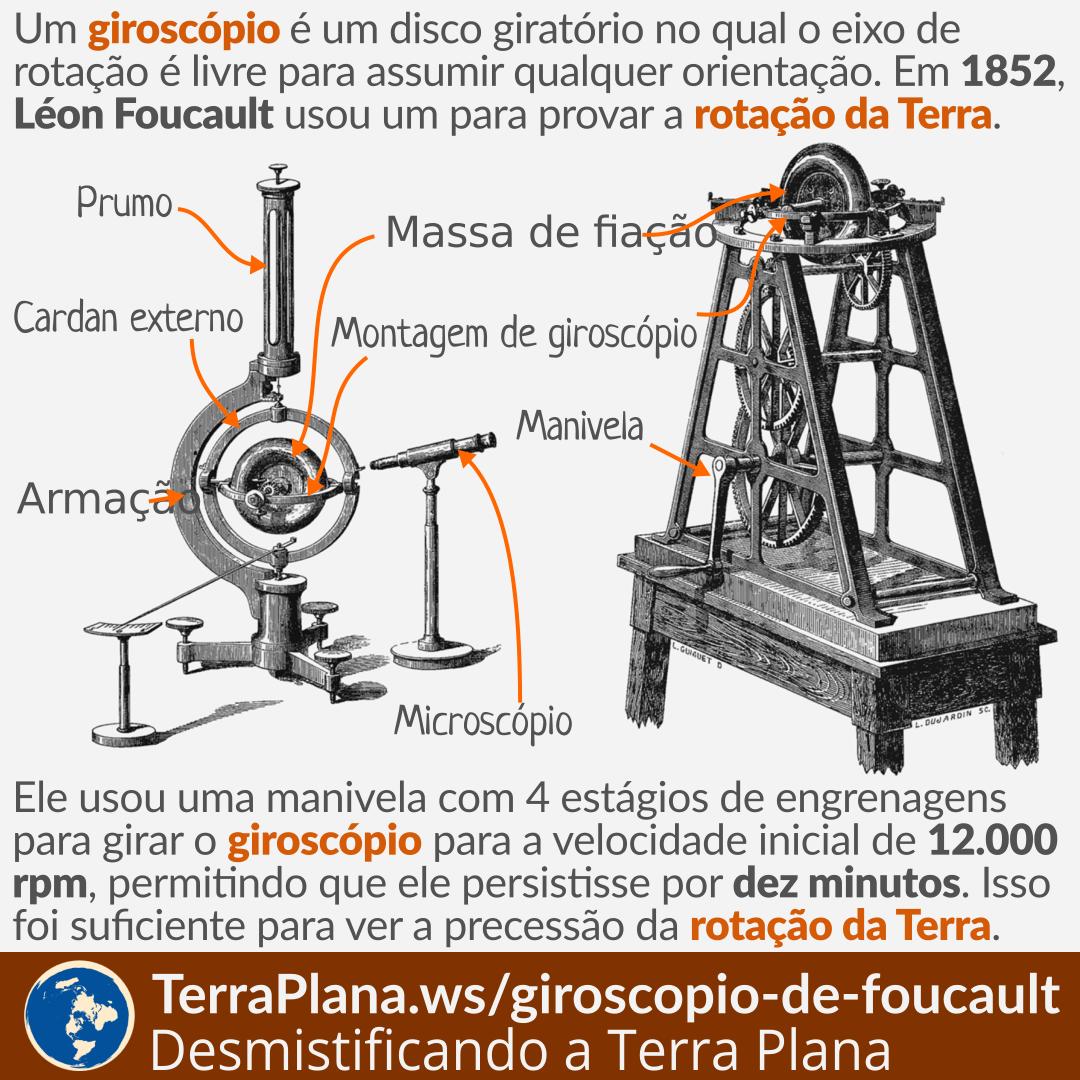 Um giroscópio é um disco giratório no qual o eixo de
rotação é livre para assumir qualquer orientação. Em 1852,
Léon Foucault usou um para provar a rotação da Terra.
Prumo
Massa de fiação
Cardan externo
Montagem de giroscópio
Manivela
Armação
L.GUIGUET D
L.DUJARDIN SC.
Microscópio
Ele usou uma manivela com 4 estágios de engrenagens
para girar o giroscópio para a velocidade inicial de 12.000
rpm, permitindo que ele persistisse por dez minutos. Isso
foi suficiente para ver a precessão da rotação da Terra.
TerraPlana.ws/giroscopio-de-foucault
Desmistificando a Terra Plana